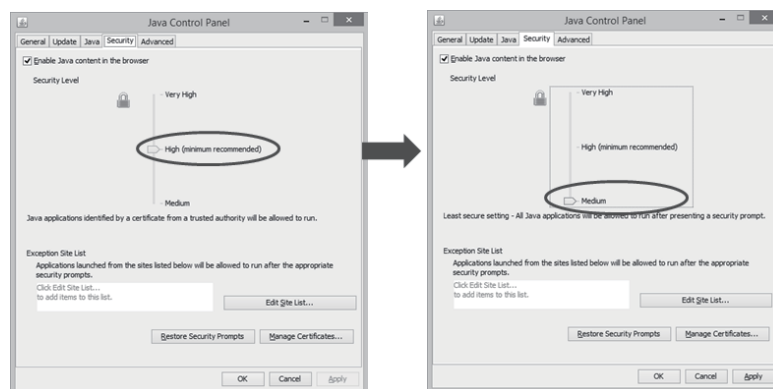 Java Control Panel
General Update Java Security Advanced
Enable Java content in the browser
Security Level
Very High
High (minimum recommended)
Medium
Java applications identified by a certificate from a trusted authority will be allowed to run.
Exception Site List
Applications launched from the sites listed below will be allowed to run after the appropriate
security prompts.
Click Edit Site List...
to add items to this list.
Edit Site List...
Restore Security Prompts Manage Certificates...
OK Cancel Apply
Java Control Panel
General Update Java Security Advanced
Enable Java content in the browser
Security Level
Very High
High (minimum recommended)
Medium
Least secure setting - All Java applications will be allowed to run after presenting a security prompt.
Exception Site List
Applications launched from the sites listed below will be allowed to run after the appropriate
security prompts.
Click Edit Site List...
to add items to this list.
Edit Site List...
Restore Security Prompts Manage Certificates...
OK Cancel Apply